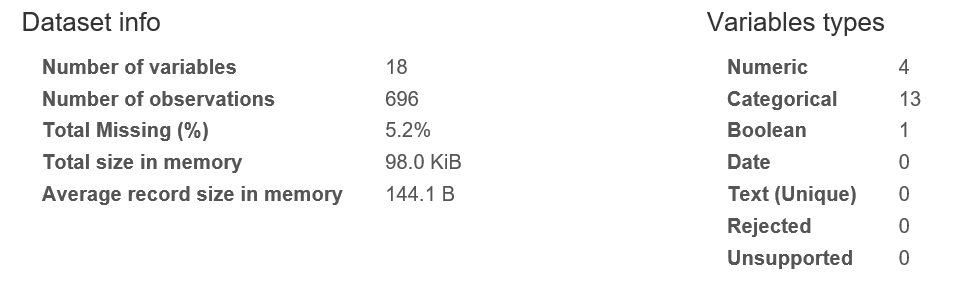 Dataset info
Number of variables 18
Number of observations 696
Total Missing (%) 5.2%
Total size in memory 98.0 KiB
Average record size in memory 144.1 B
Variables types
Numeric 4
Categorical 13
Boolean 1
Date 0
Text (Unique) 0
Rejected 0
Unsupported 0